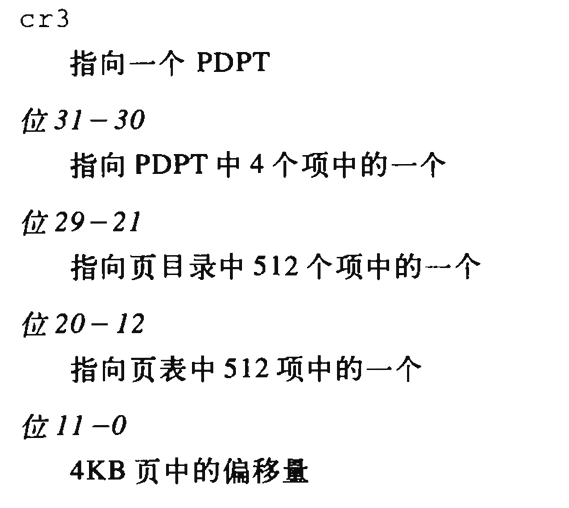 cr3
指向一个 PDPT
位 31-30
指向 PDPT 中 4 个项中的一个
位 29-21
指向页目录中 512 个项中的一个
位 20-12
指向页表中 512 项中的一个
位 11-0
4KB 页中的偏移量